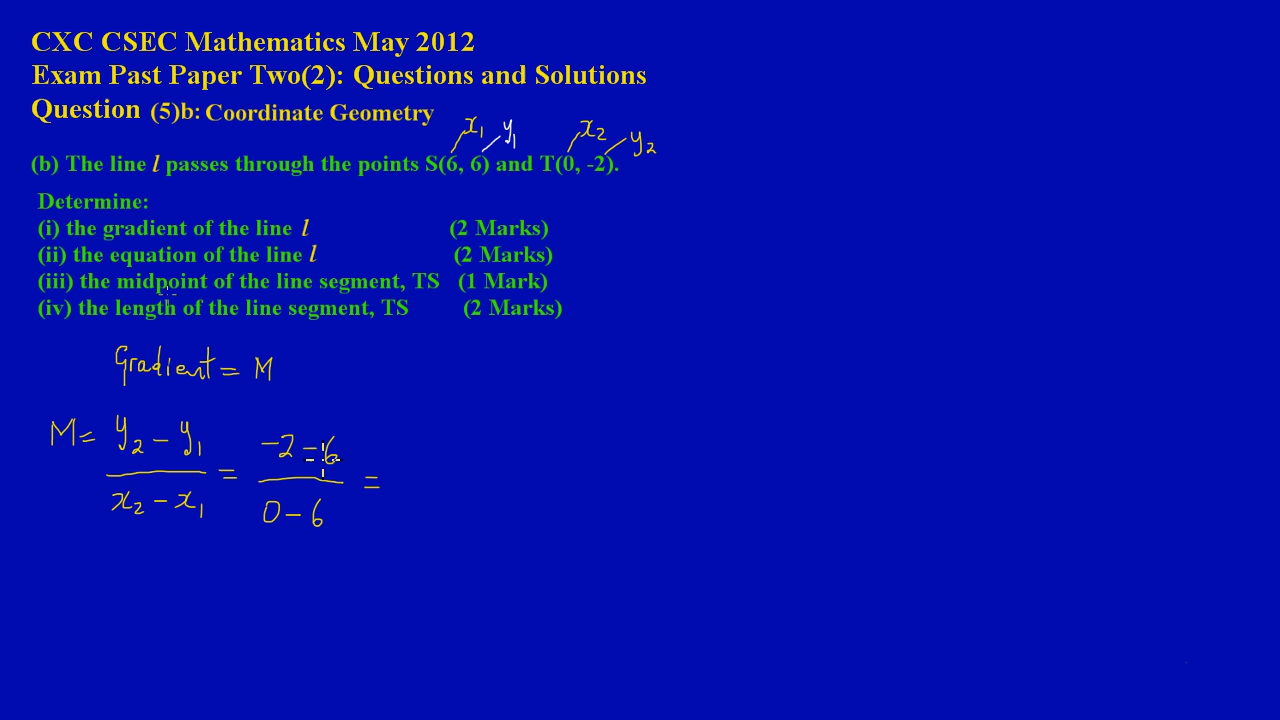 CXC CSEC Mathematics May 2012
Exam Past Paper Two(2): Questions and Solutions
Question (5)b: Coordinate Geometry
x₁ y₁ x₂ y₂
(b) The line l passes through the points S(6, 6) and T(0, -2).
Determine:
(i) the gradient of the line l (2 Marks)
(ii) the equation of the line l (2 Marks)
(iii) the midpoint of the line segment, TS (1 Mark)
(iv) the length of the line segment, TS (2 Marks)
Gradient = M
M = y₂ - y₁ / x₂ - x₁ = -2 - 6 / 0 - 6 =